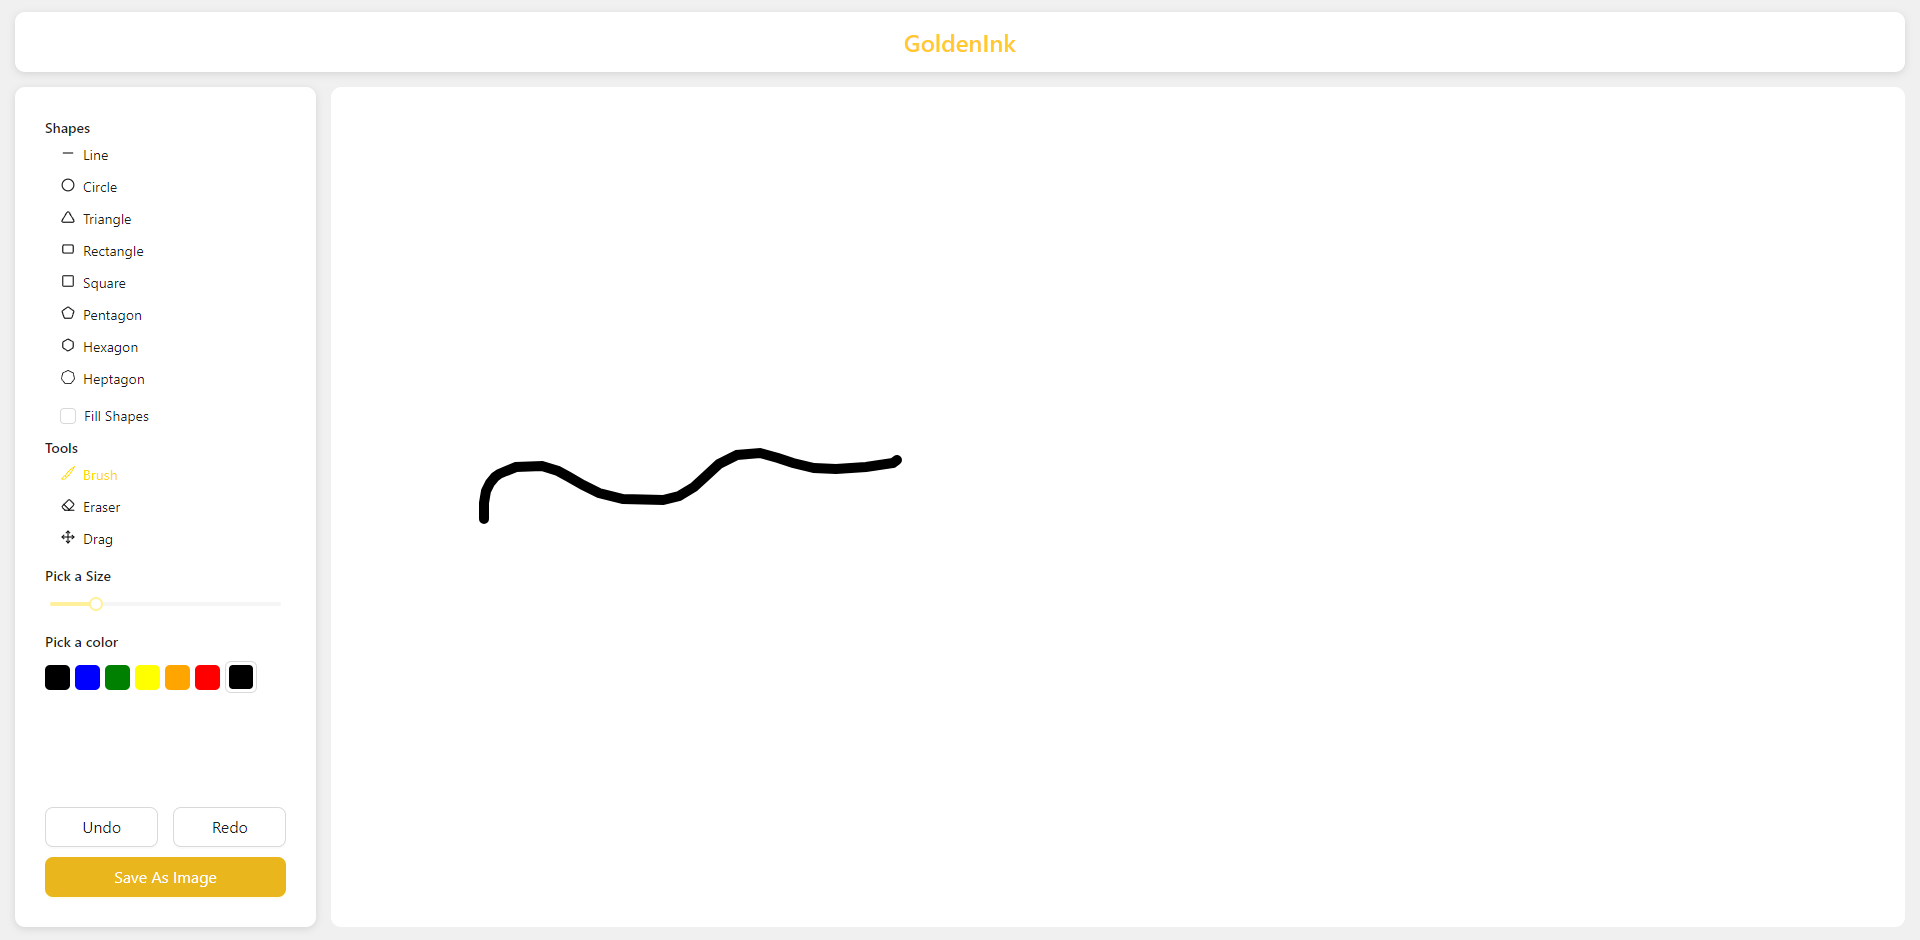 GoldenInk
Shapes
Line
Circle
Triangle
Rectangle
Square
Pentagon
Hexagon
Heptagon
Fill Shapes
Tools
Brush
Eraser
Drag
Pick a Size
Pick a color
Undo Redo
Save As Image